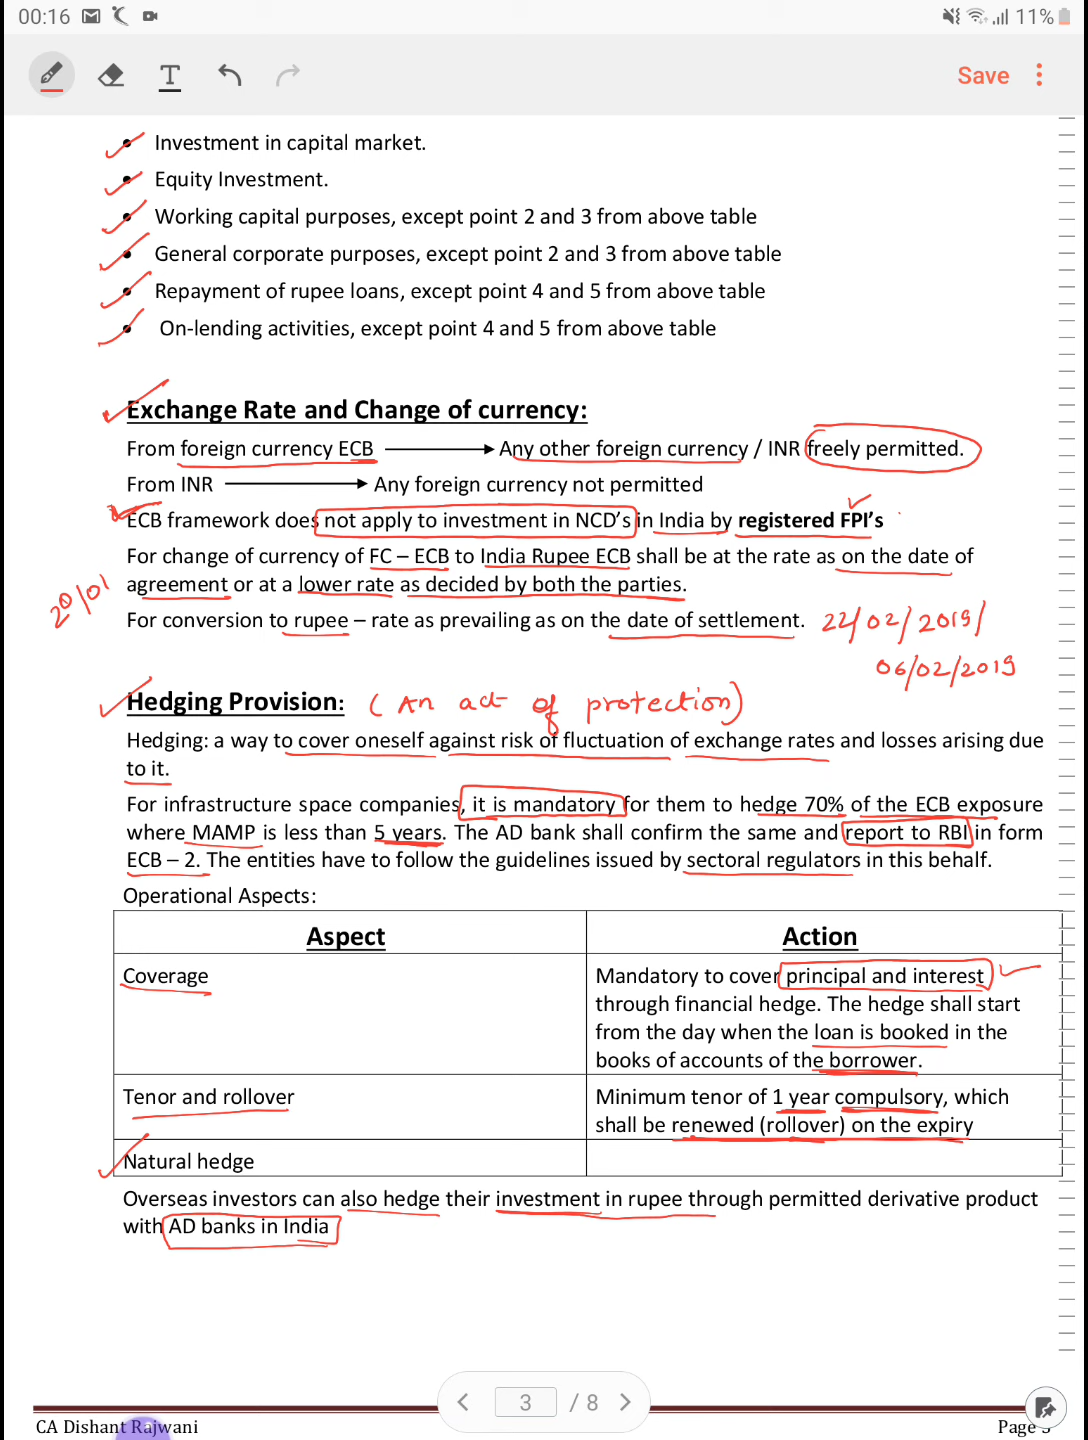 00:16
11%
Save
Investment in capital market.
Equity Investment.
Working capital purposes, except point 2 and 3 from above table
General corporate purposes, except point 2 and 3 from above table
Repayment of rupee loans, except point 4 and 5 from above table
On-lending activities, except point 4 and 5 from above table
Exchange Rate and Change of currency:
From foreign currency ECB → Any other foreign currency / INR freely permitted.
From INR → Any foreign currency not permitted
ECB framework does not apply to investment in NCD's in India by registered FPI's
For change of currency of FC – ECB to India Rupee ECB shall be at the rate as on the date of
agreement or at a lower rate as decided by both the parties.
20/01
For conversion to rupee – rate as prevailing as on the date of settlement. 22/02/2019/
06/02/2019
Hedging Provision: (An act of protection)
Hedging: a way to cover oneself against risk of fluctuation of exchange rates and losses arising due
to it.
For infrastructure space companies, it is mandatory for them to hedge 70% of the ECB exposure
where MAMP is less than 5 years. The AD bank shall confirm the same and report to RBI in form
ECB – 2. The entities have to follow the guidelines issued by sectoral regulators in this behalf.
Operational Aspects:
Aspect Action
Coverage Mandatory to cover principal and interest
through financial hedge. The hedge shall start
from the day when the loan is booked in the
books of accounts of the borrower.
Tenor and rollover Minimum tenor of 1 year compulsory, which
shall be renewed (rollover) on the expiry
Natural hedge
Overseas investors can also hedge their investment in rupee through permitted derivative product
with AD banks in India
3 / 8
CA Dishant Rajwani Page